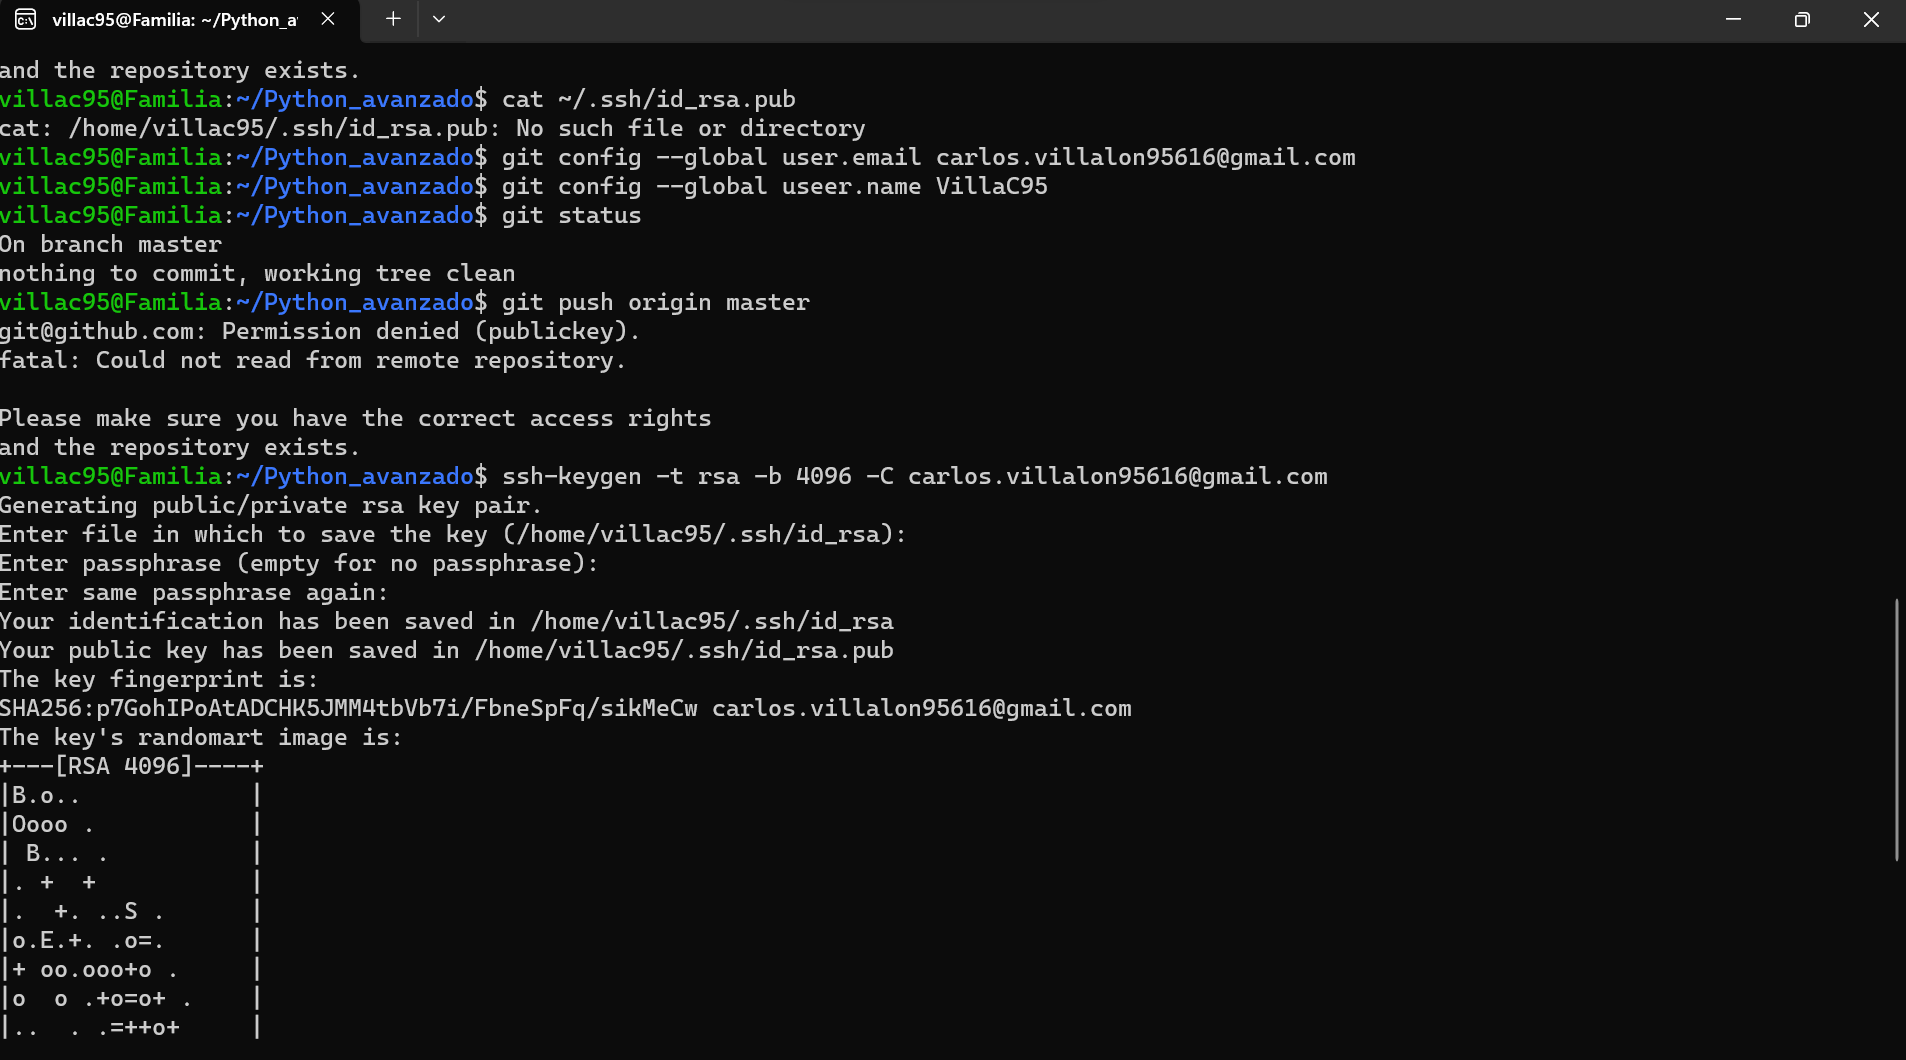 villac95@Familia: ~/Python_a
and the repository exists.
villac95@Familia:~/Python_avanzado$ cat ~/.ssh/id_rsa.pub
cat: /home/villac95/.ssh/id_rsa.pub: No such file or directory
villac95@Familia:~/Python_avanzado$ git config --global user.email carlos.villalon95616@gmail.com
villac95@Familia:~/Python_avanzado$ git config --global useer.name VillaC95
villac95@Familia:~/Python_avanzado$ git status
On branch master
nothing to commit, working tree clean
villac95@Familia:~/Python_avanzado$ git push origin master
git@github.com: Permission denied (publickey).
fatal: Could not read from remote repository.

Please make sure you have the correct access rights
and the repository exists.
villac95@Familia:~/Python_avanzado$ ssh-keygen -t rsa -b 4096 -C carlos.villalon95616@gmail.com
Generating public/private rsa key pair.
Enter file in which to save the key (/home/villac95/.ssh/id_rsa):
Enter passphrase (empty for no passphrase):
Enter same passphrase again:
Your identification has been saved in /home/villac95/.ssh/id_rsa
Your public key has been saved in /home/villac95/.ssh/id_rsa.pub
The key fingerprint is:
SHA256:p7GohIPoAtADCHK5JMM4tbVb7i/FbneSpFq/sikMeCw carlos.villalon95616@gmail.com
The key's randomart image is:
+---[RSA 4096]----+
|B.o..            |
|Oooo .           |
| B... .          |
|. +  +           |
|.  +. ..S .      |
|o.E.+. .o=.      |
|+ oo.ooo+o .     |
|o  o .+o=o+ .    |
|..  . .=++o+     |